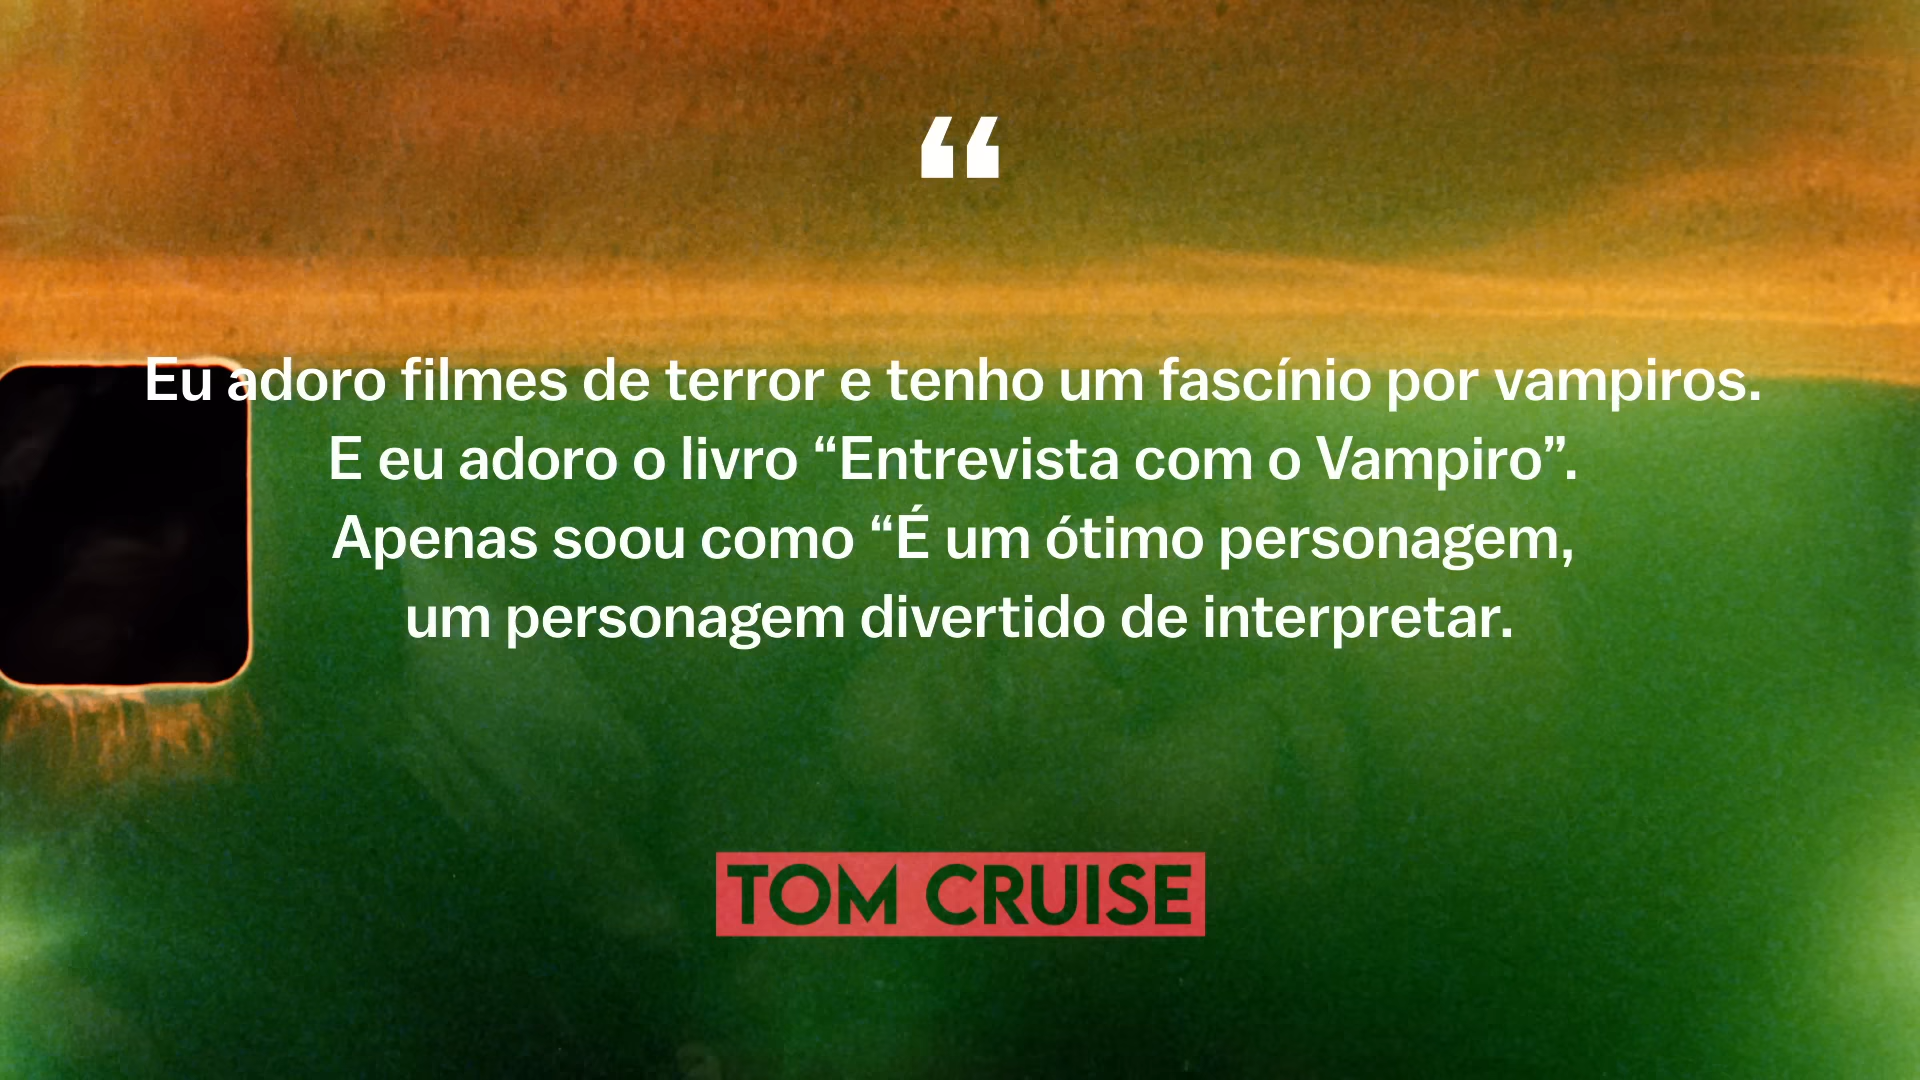 “
Eu adoro filmes de terror e tenho um fascínio por vampiros.
E eu adoro o livro “Entrevista com o Vampiro”.
Apenas soou como “É um ótimo personagem,
um personagem divertido de interpretar.
TOM CRUISE